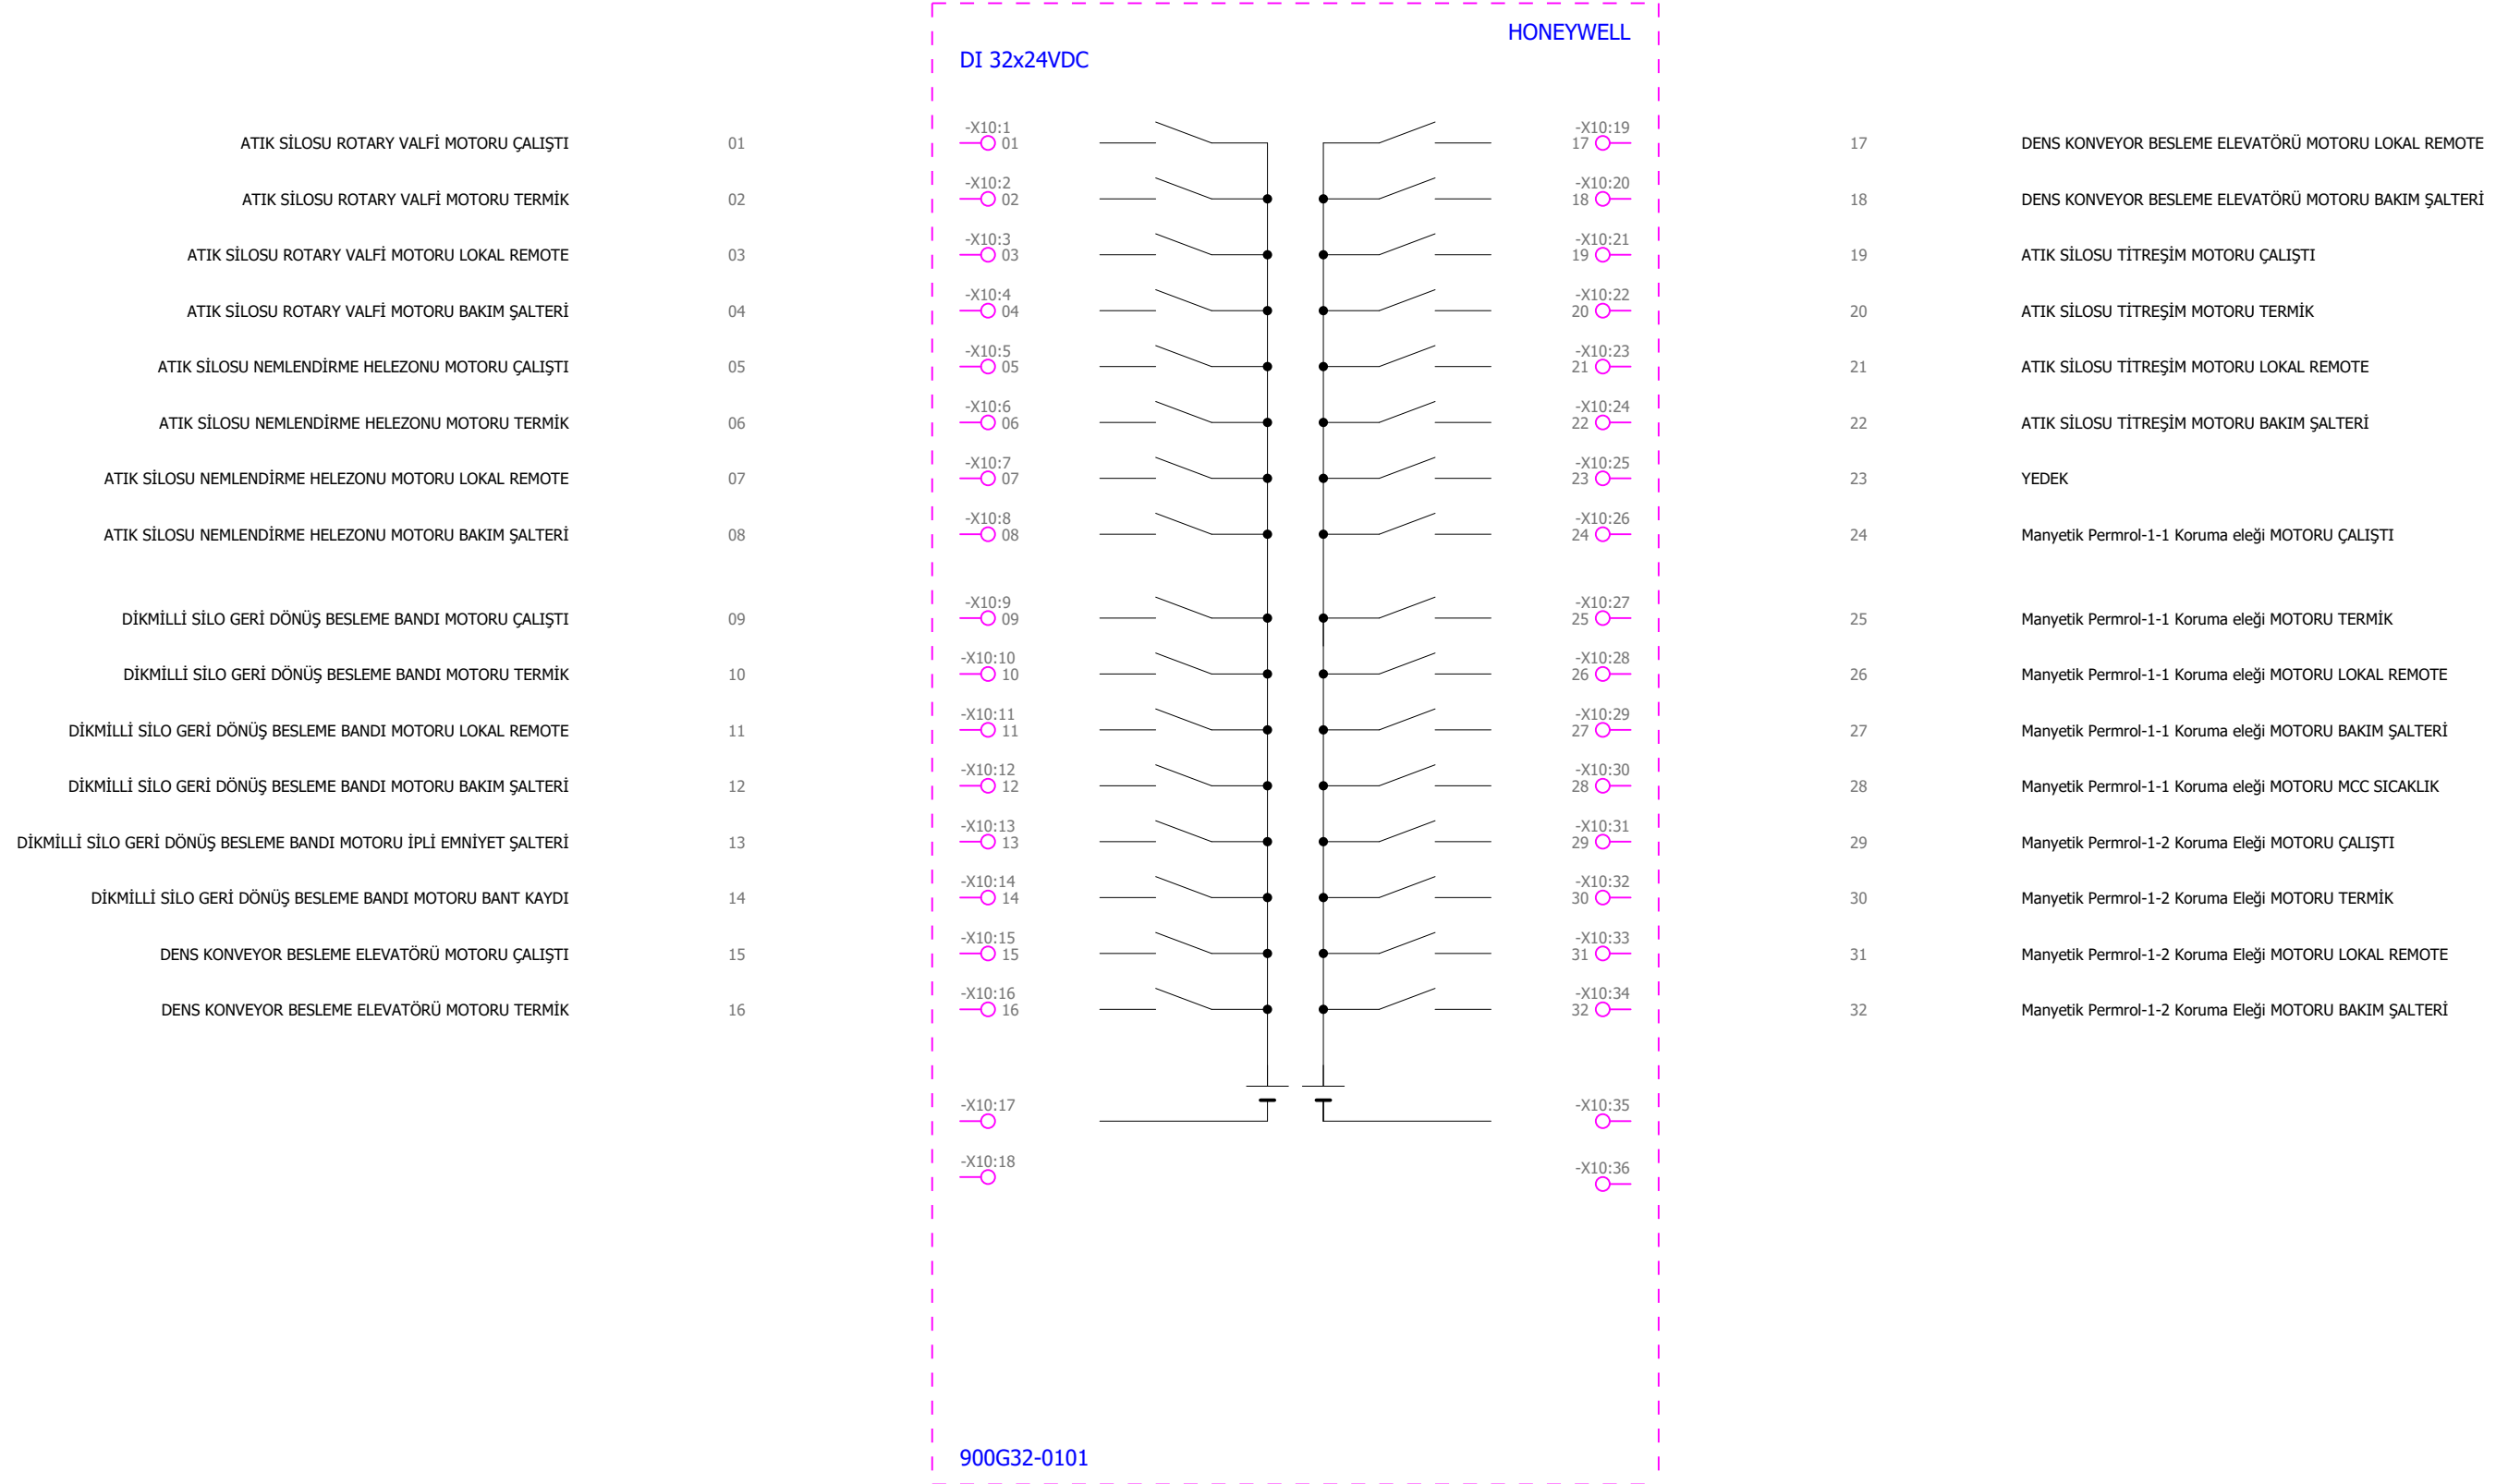 HONEYWELL
DI 32x24VDC
ATIK SİLOSU ROTARY VALFİ MOTORU ÇALIŞTI 01 -X10:1 01 -X10:19 17 17 DENS KONVEYOR BESLEME ELEVATÖRÜ MOTORU LOKAL REMOTE
ATIK SİLOSU ROTARY VALFİ MOTORU TERMİK 02 -X10:2 02 -X10:20 18 18 DENS KONVEYOR BESLEME ELEVATÖRÜ MOTORU BAKIM ŞALTERİ
ATIK SİLOSU ROTARY VALFİ MOTORU LOKAL REMOTE 03 -X10:3 03 -X10:21 19 19 ATIK SİLOSU TİTREŞİM MOTORU ÇALIŞTI
ATIK SİLOSU ROTARY VALFİ MOTORU BAKIM ŞALTERİ 04 -X10:4 04 -X10:22 20 20 ATIK SİLOSU TİTREŞİM MOTORU TERMİK
ATIK SİLOSU NEMLENDİRME HELEZONU MOTORU ÇALIŞTI 05 -X10:5 05 -X10:23 21 21 ATIK SİLOSU TİTREŞİM MOTORU LOKAL REMOTE
ATIK SİLOSU NEMLENDİRME HELEZONU MOTORU TERMİK 06 -X10:6 06 -X10:24 22 22 ATIK SİLOSU TİTREŞİM MOTORU BAKIM ŞALTERİ
ATIK SİLOSU NEMLENDİRME HELEZONU MOTORU LOKAL REMOTE 07 -X10:7 07 -X10:25 23 23 YEDEK
ATIK SİLOSU NEMLENDİRME HELEZONU MOTORU BAKIM ŞALTERİ 08 -X10:8 08 -X10:26 24 24 Manyetik Permrol-1-1 Koruma eleği MOTORU ÇALIŞTI
DİKMİLLİ SİLO GERİ DÖNÜŞ BESLEME BANDI MOTORU ÇALIŞTI 09 -X10:9 09 -X10:27 25 25 Manyetik Permrol-1-1 Koruma eleği MOTORU TERMİK
DİKMİLLİ SİLO GERİ DÖNÜŞ BESLEME BANDI MOTORU TERMİK 10 -X10:10 10 -X10:28 26 26 Manyetik Permrol-1-1 Koruma eleği MOTORU LOKAL REMOTE
DİKMİLLİ SİLO GERİ DÖNÜŞ BESLEME BANDI MOTORU LOKAL REMOTE 11 -X10:11 11 -X10:29 27 27 Manyetik Permrol-1-1 Koruma eleği MOTORU BAKIM ŞALTERİ
DİKMİLLİ SİLO GERİ DÖNÜŞ BESLEME BANDI MOTORU BAKIM ŞALTERİ 12 -X10:12 12 -X10:30 28 28 Manyetik Permrol-1-1 Koruma eleği MOTORU MCC SICAKLIK
DİKMİLLİ SİLO GERİ DÖNÜŞ BESLEME BANDI MOTORU İPLİ EMNİYET ŞALTERİ 13 -X10:13 13 -X10:31 29 29 Manyetik Permrol-1-2 Koruma Eleği MOTORU ÇALIŞTI
DİKMİLLİ SİLO GERİ DÖNÜŞ BESLEME BANDI MOTORU BANT KAYDI 14 -X10:14 14 -X10:32 30 30 Manyetik Permrol-1-2 Koruma Eleği MOTORU TERMİK
DENS KONVEYOR BESLEME ELEVATÖRÜ MOTORU ÇALIŞTI 15 -X10:15 15 -X10:33 31 31 Manyetik Permrol-1-2 Koruma Eleği MOTORU LOKAL REMOTE
DENS KONVEYOR BESLEME ELEVATÖRÜ MOTORU TERMİK 16 -X10:16 16 -X10:34 32 32 Manyetik Permrol-1-2 Koruma Eleği MOTORU BAKIM ŞALTERİ
-X10:17 -X10:35
-X10:18 -X10:36
900G32-0101